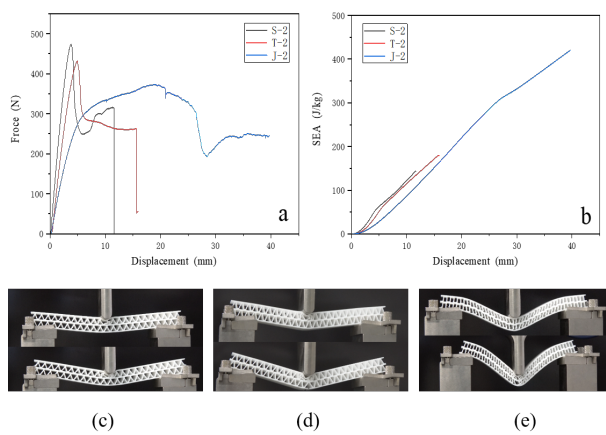 500
400
300
200
100
0
Froce (N)
0 10 20 30 40
Displacement (mm)
S-2
T-2
J-2
a
500
400
300
200
100
0
SEA (J/kg)
0 10 20 30 40
Displacement (mm)
S-2
T-2
J-2
b
(c) (d) (e)